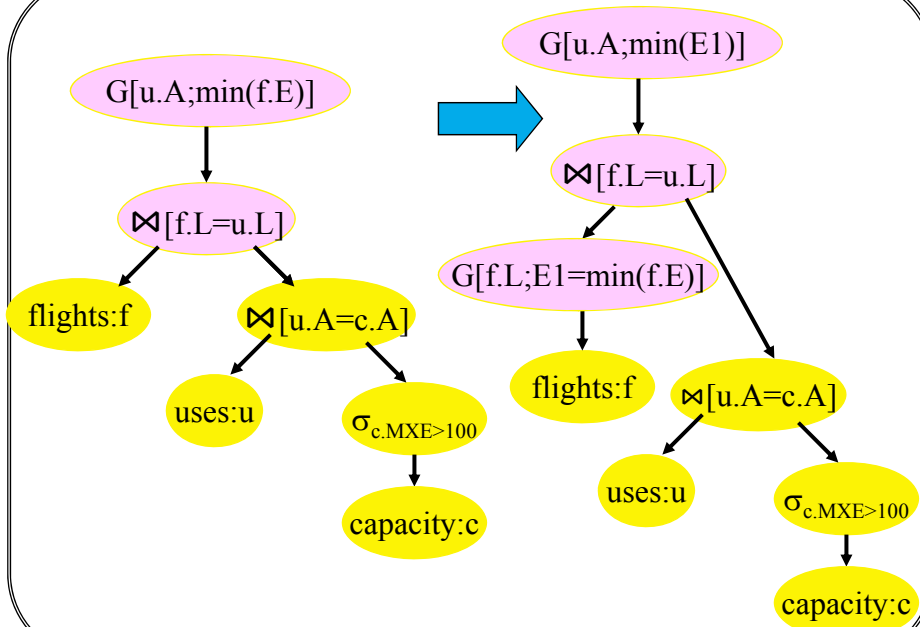 G[u.A;min(f.E)]
⋈[f.L=u.L]
flights:f
⋈[u.A=c.A]
uses:u
σc.MXE>100
capacity:c
G[u.A;min(E1)]
⋈[f.L=u.L]
G[f.L;E1=min(f.E)]
flights:f
⋈[u.A=c.A]
uses:u
σc.MXE>100
capacity:c